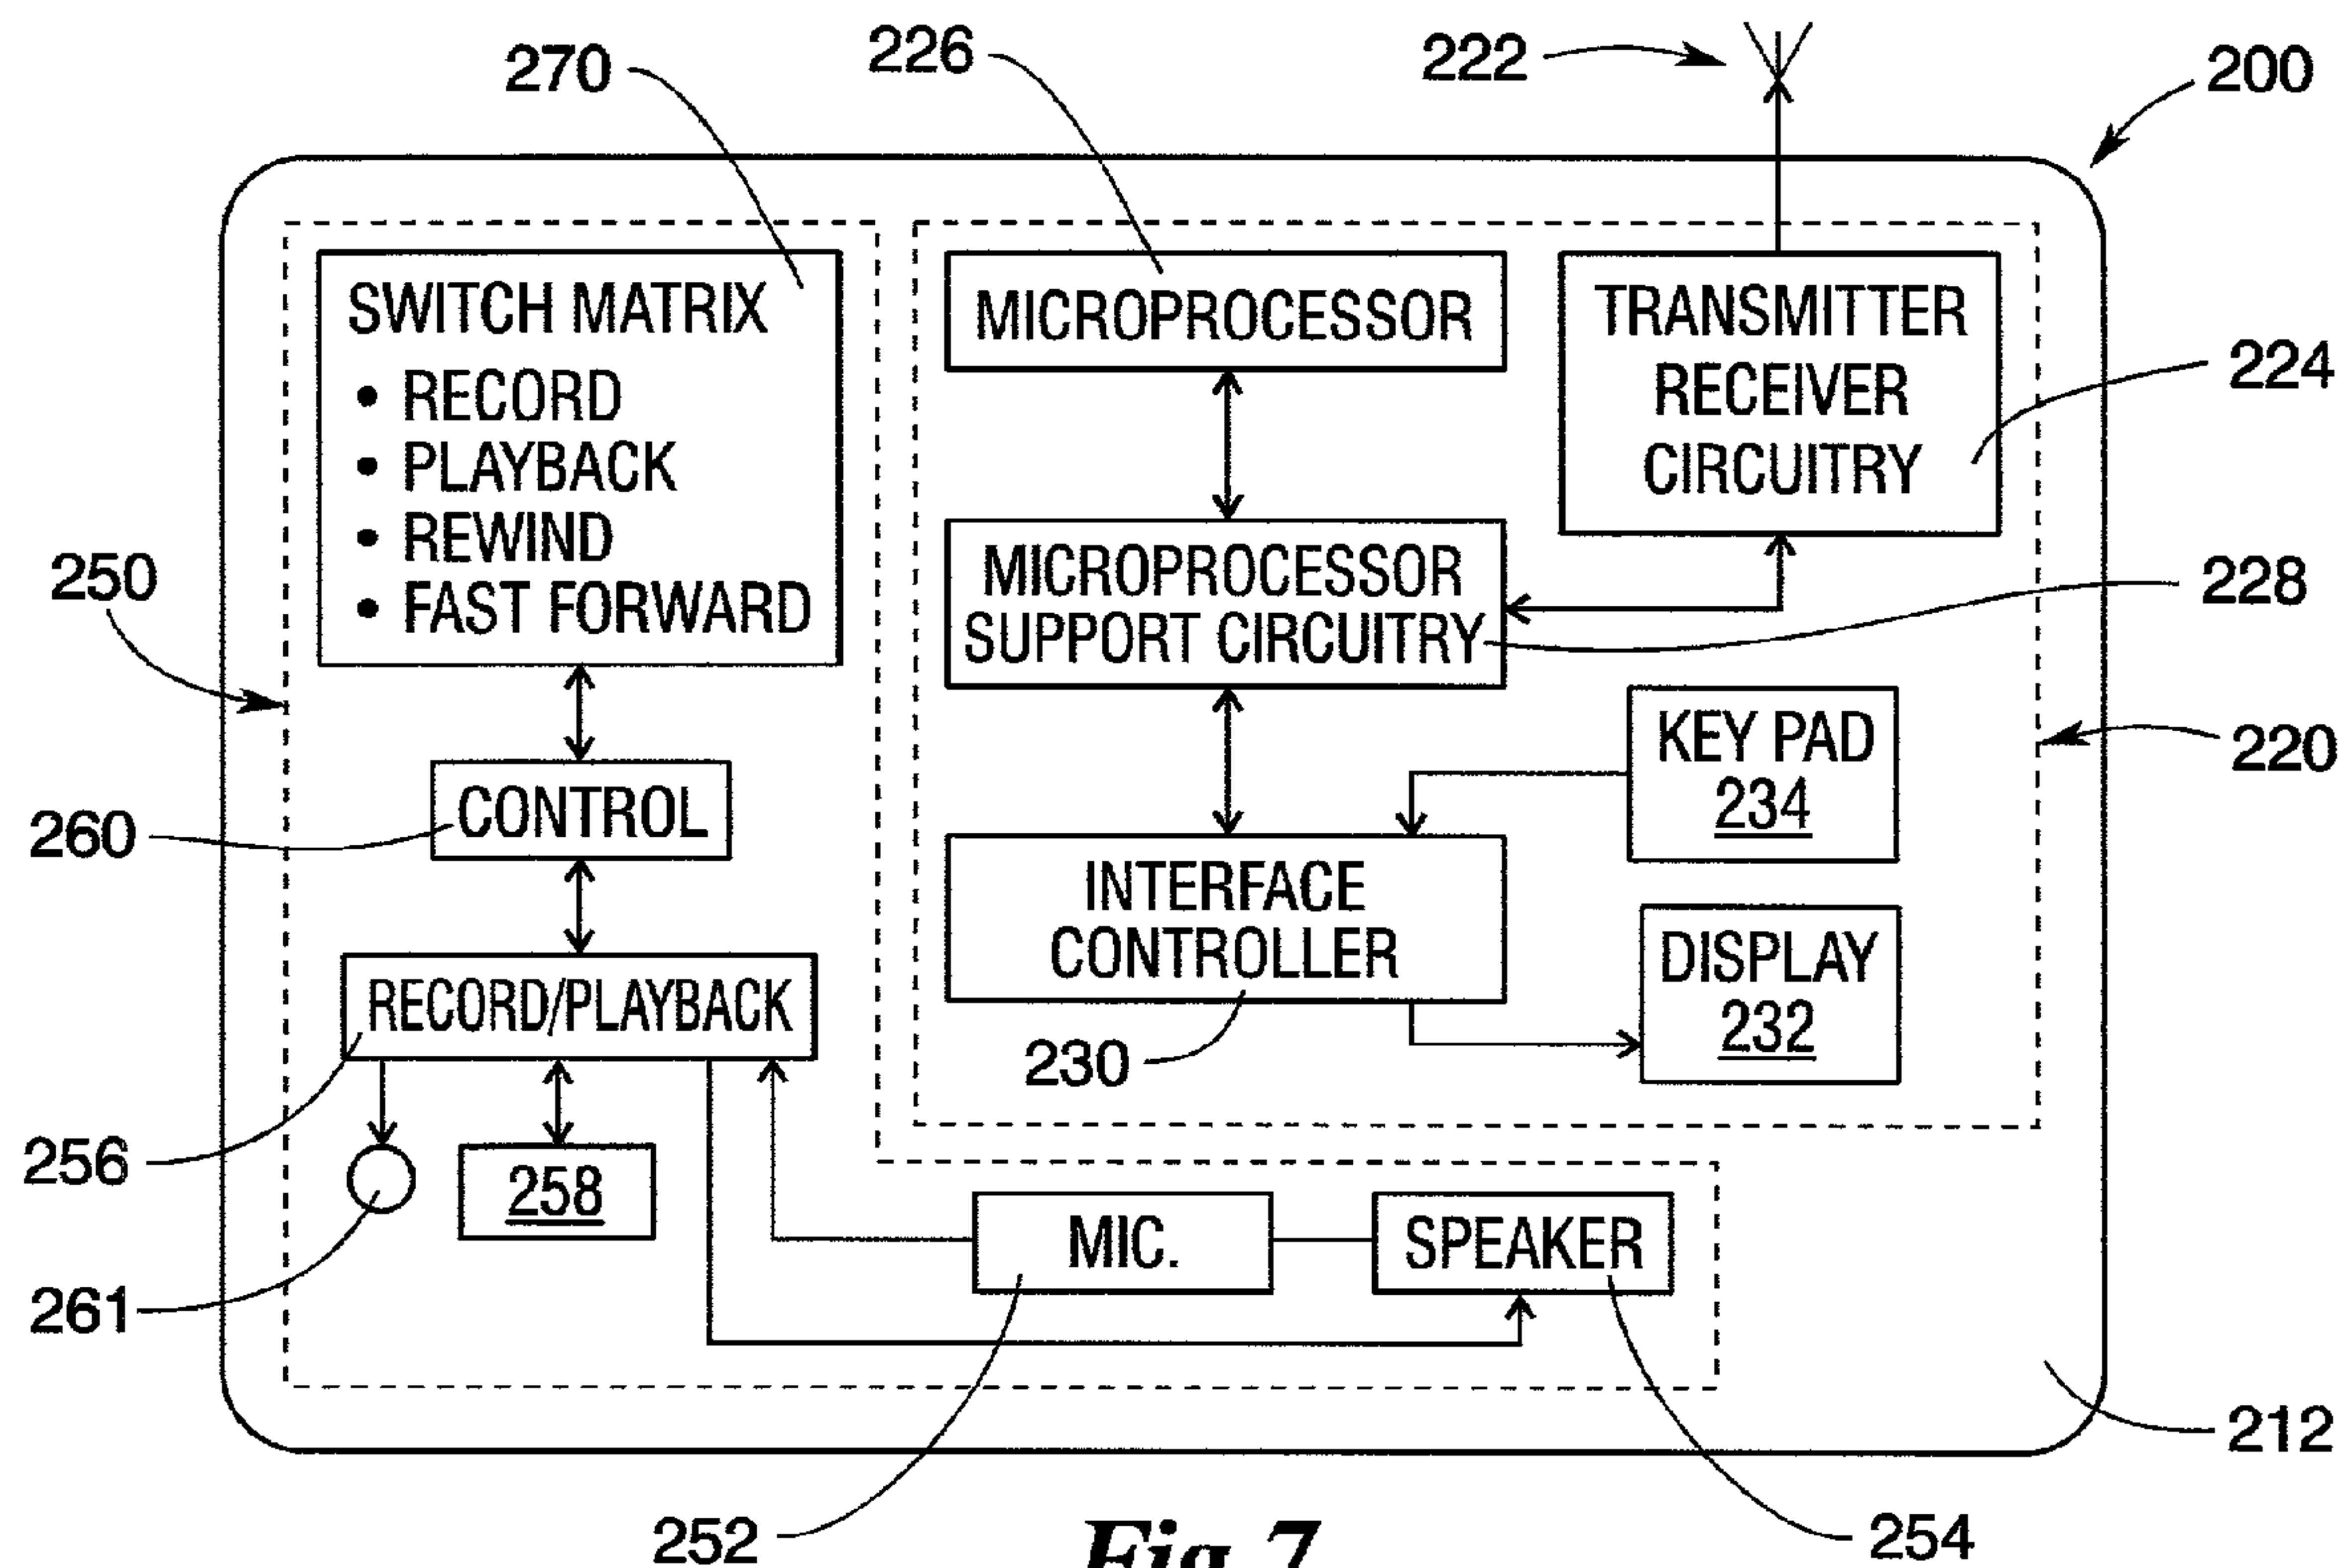 270
226
222
200
SWITCH MATRIX
• RECORD
• PLAYBACK
• REWIND
• FAST FORWARD
MICROPROCESSOR
TRANSMITTER
RECEIVER
CIRCUITRY
224
250
MICROPROCESSOR
SUPPORT CIRCUITRY
228
KEY PAD
234
220
260
CONTROL
INTERFACE
CONTROLLER
230
DISPLAY
232
RECORD/PLAYBACK
256
258
261
MIC.
SPEAKER
212
252
254
Fig. 7